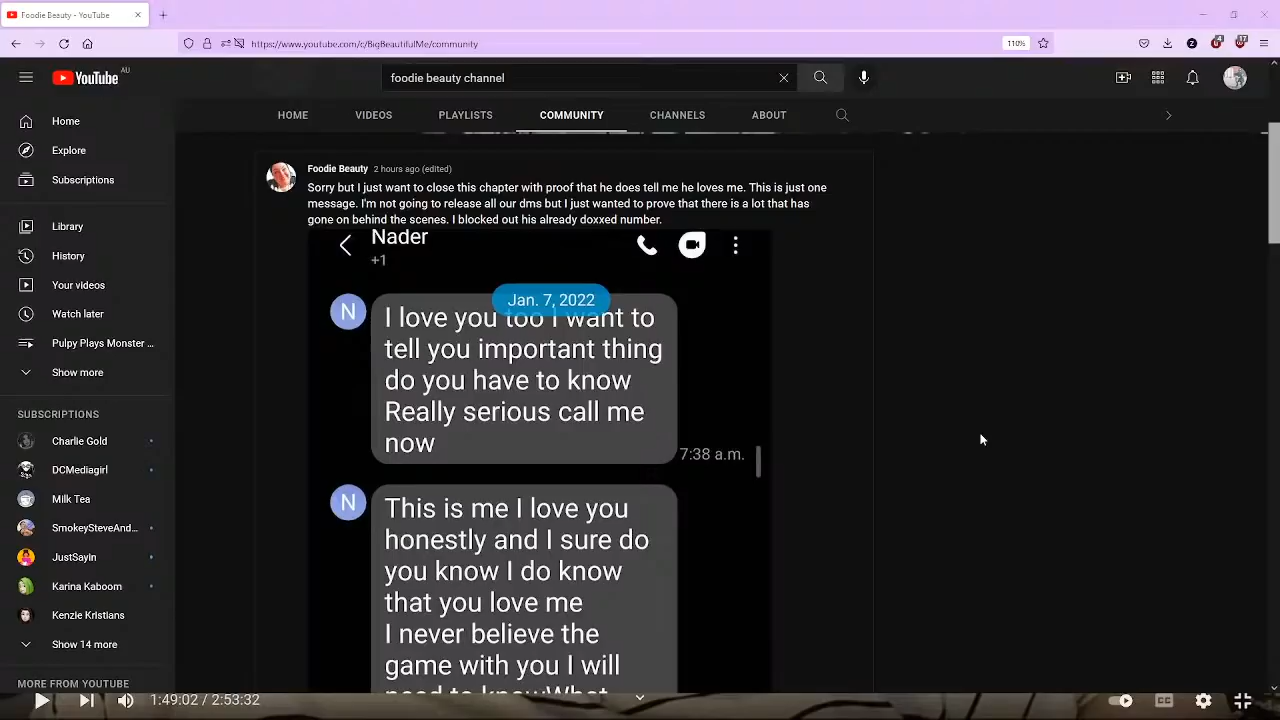 Foodie Beauty - YouTube
https://www.youtube.com/c/BigBeautifulMe/community
110%
4
17
YouTube AU
foodie beauty channel
HOME
VIDEOS
PLAYLISTS
COMMUNITY
CHANNELS
ABOUT
Home
Explore
Subscriptions
Library
History
Your videos
Watch later
Pulpy Plays Monster ...
Show more
SUBSCRIPTIONS
Charlie Gold
DCMediagirl
Milk Tea
SmokeySteveAnd...
JustSayin
Karina Kaboom
Kenzie Kristians
Show 14 more
MORE FROM YOUTUBE
Foodie Beauty 2 hours ago (edited)
Sorry but I just want to close this chapter with proof that he does tell me he loves me. This is just one
message. I'm not going to release all our dms but I just wanted to prove that there is a lot that has
gone on behind the scenes. I blocked out his already doxxed number.
Nader
+1
Jan. 7, 2022
N
I love you too I want to
tell you important thing
do you have to know
Really serious call me
now
7:38 a.m.
N
This is me I love you
honestly and I sure do
you know I do know
that you love me
I never believe the
game with you I will
need to knowWhat
1:49:02 / 2:53:32
CC